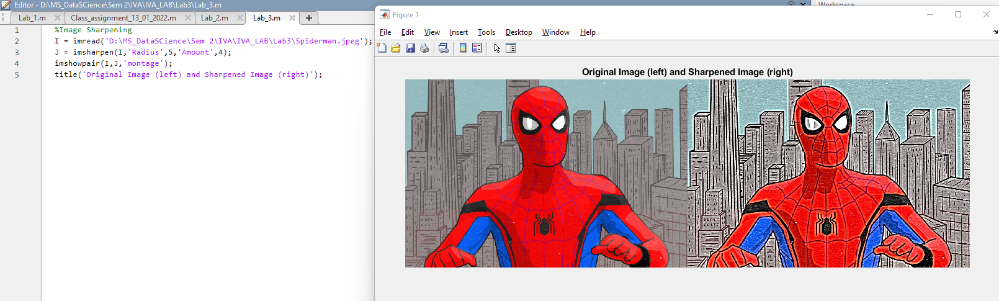 Editor - D:\MS_DataSCience\Sem 2\IVA\IVA_LAB\Lab3\Lab_3.m
Workspace
Lab_1.m Class_assignment_13_01_2022.m Lab_2.m Lab_3.m
1 %Image Sharpening
2 I = imread('D:\MS_DataSCience\Sem 2\IVA\IVA_LAB\Lab3\Spiderman.jpeg');
3 J = imsharpen(I,'Radius',5,'Amount',4);
4 imshowpair(I,J,'montage');
5 title('Original Image (left) and Sharpened Image (right)');
Figure 1
File Edit View Insert Tools Desktop Window Help
Original Image (left) and Sharpened Image (right)